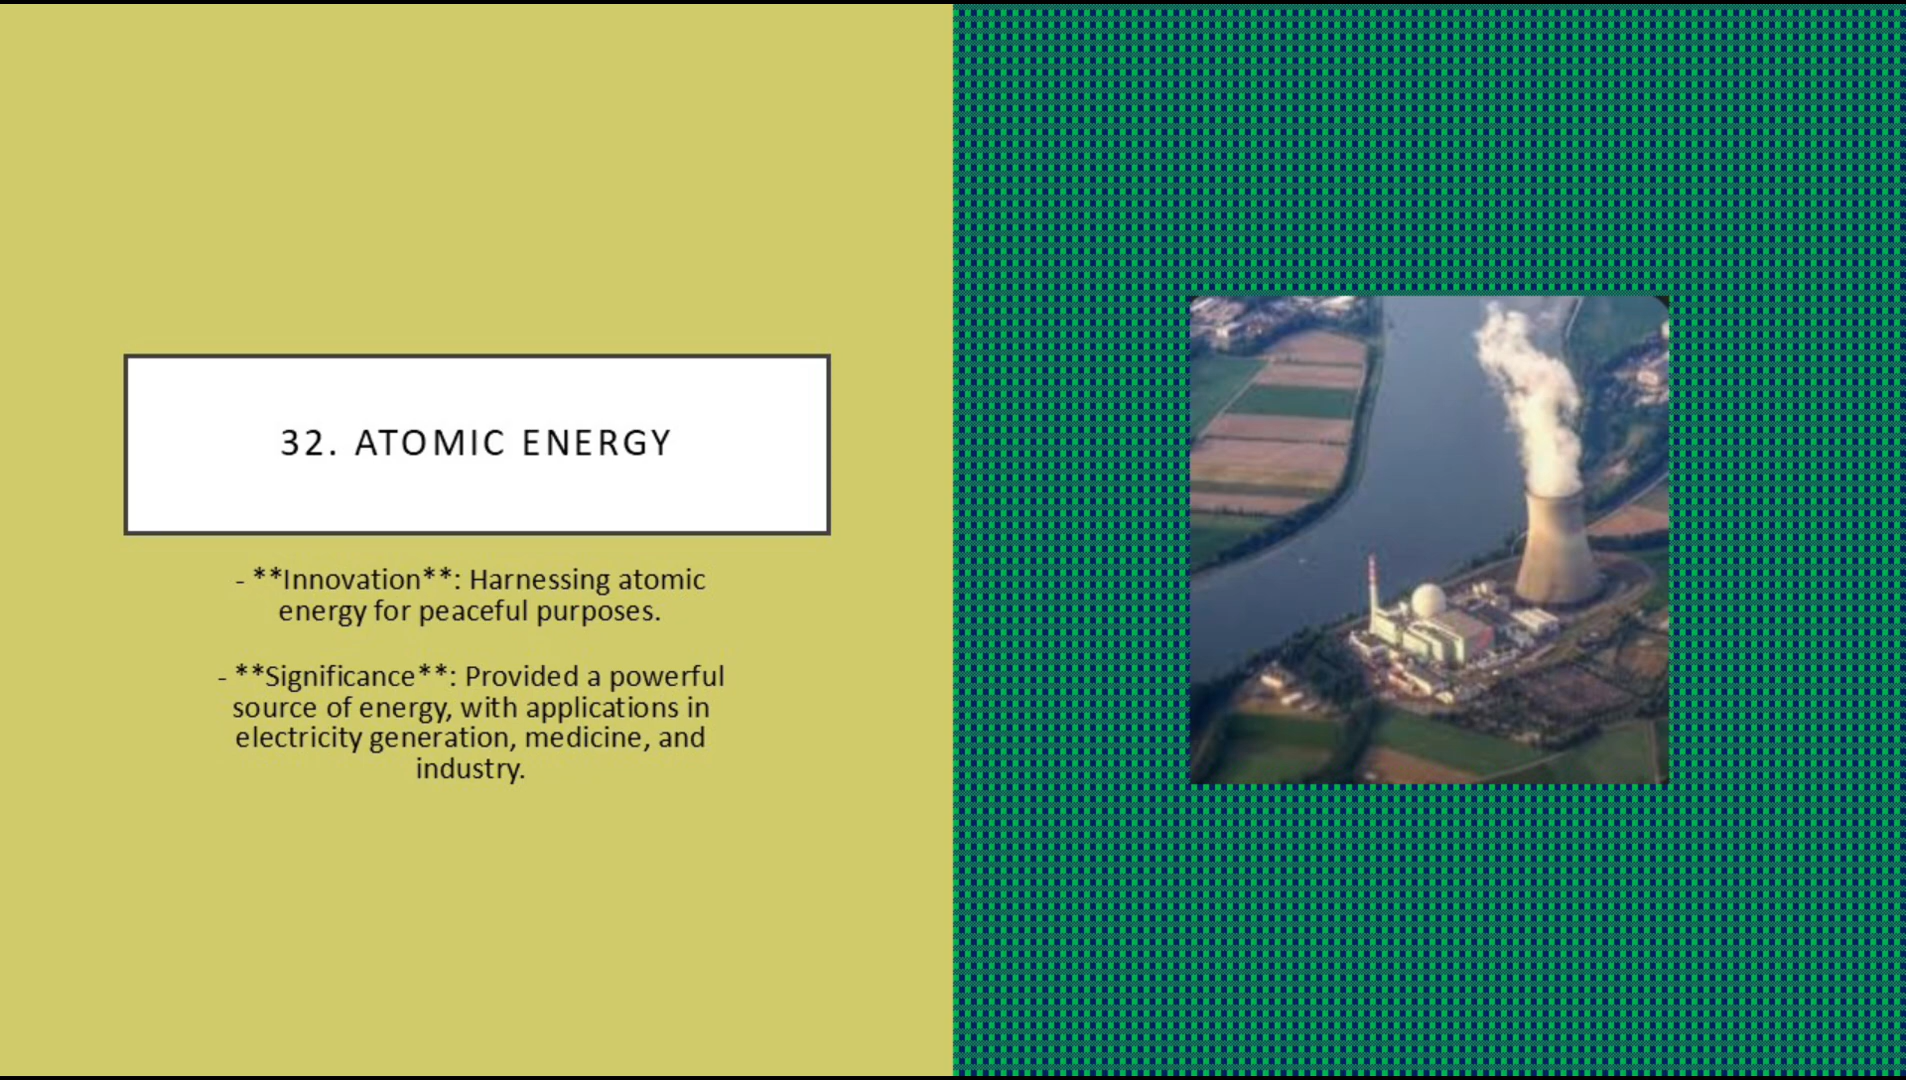 32. ATOMIC ENERGY
- **Innovation**: Harnessing atomic
energy for peaceful purposes.
- **Significance**: Provided a powerful
source of energy, with applications in
electricity generation, medicine, and
industry.